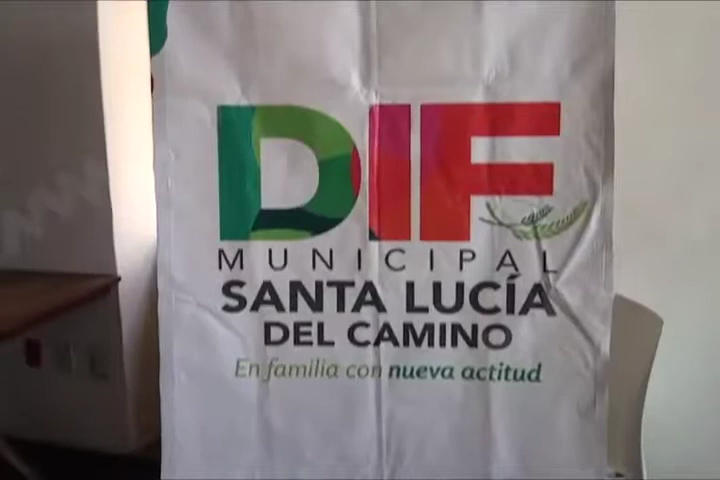 DIF
MUNICIPAL
SANTA LUCÍA
DEL CAMINO
En familia con nueva actitud